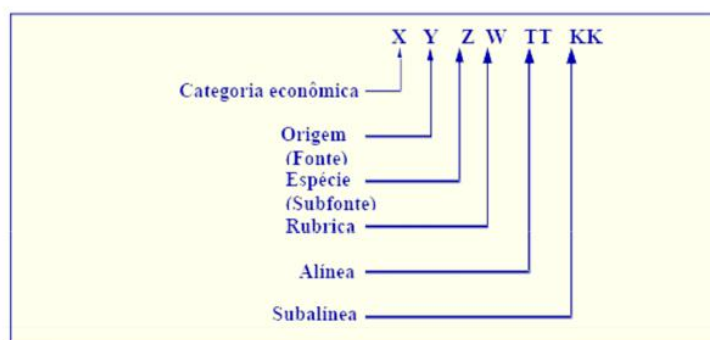 X Y Z W TT KK
Categoria econômica
Origem
(Fonte)
Espécie
(Subfonte)
Rubrica
Alínea
Subalínea